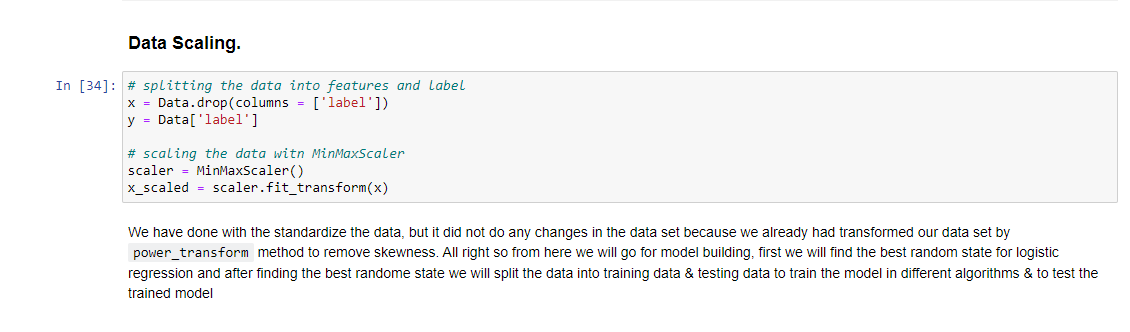 Data Scaling.
In [34]: # splitting the data into features and label
x = Data.drop(columns = ['label'])
y = Data['label']
# scaling the data witn MinMaxScaler
scaler = MinMaxScaler()
x_scaled = scaler.fit_transform(x)
We have done with the standardize the data, but it did not do any changes in the data set because we already had transformed our data set by
power_transform method to remove skewness. All right so from here we will go for model building, first we will find the best random state for logistic
regression and after finding the best randome state we will split the data into training data & testing data to train the model in different algorithms & to test the
trained model